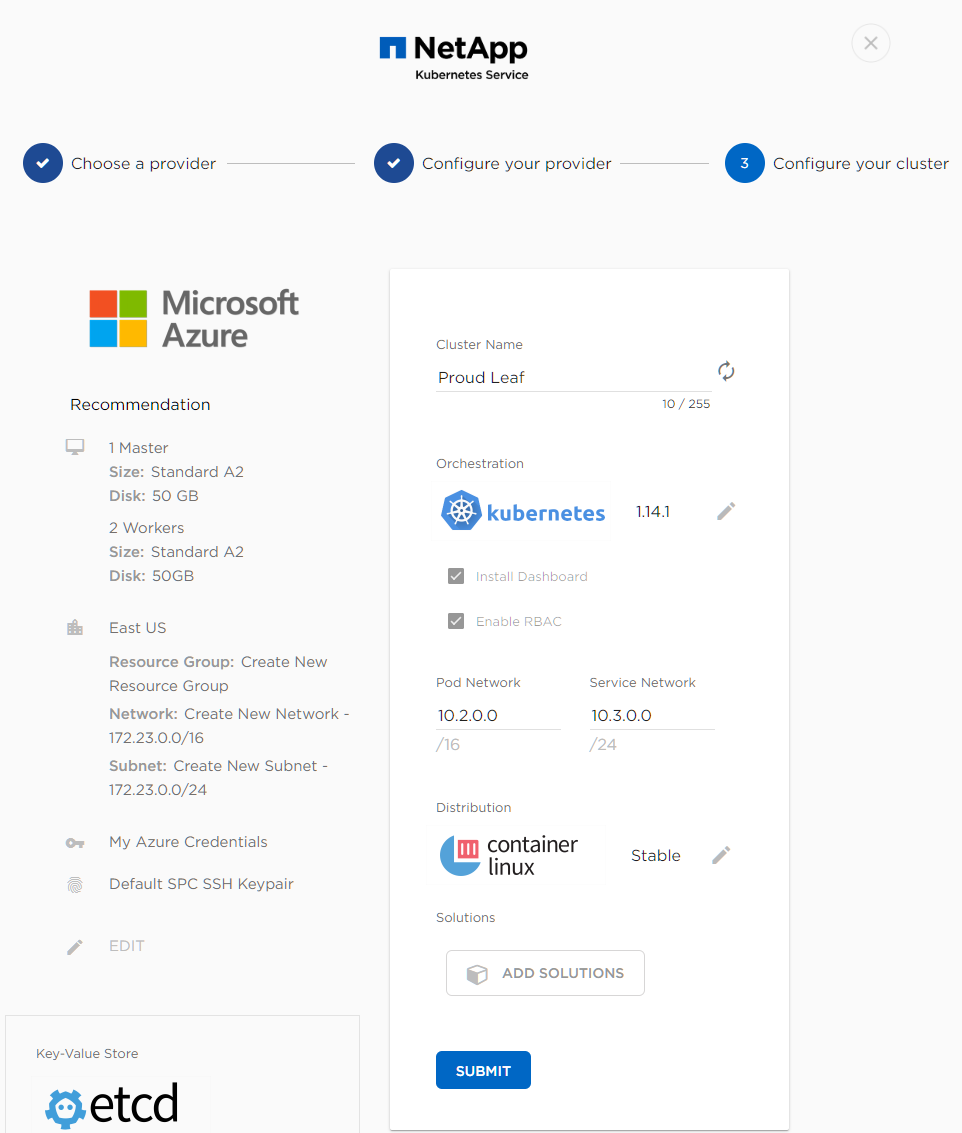 NetApp
Kubernetes Service
Choose a provider
Configure your provider
3
Configure your cluster
Microsoft
Azure
Recommendation
1 Master
Size: Standard A2
Disk: 50 GB
2 Workers
Size: Standard A2
Disk: 50GB
East US
Resource Group: Create New
Resource Group
Network: Create New Network -
172.23.0.0/16
Subnet: Create New Subnet -
172.23.0.0/24
My Azure Credentials
Default SPC SSH Keypair
EDIT
Key-Value Store
etcd
Cluster Name
Proud Leaf
10 / 255
Orchestration
kubernetes 1.14.1
Install Dashboard
Enable RBAC
Pod Network Service Network
10.2.0.0 10.3.0.0
/16 /24
Distribution
container
linux
Stable
Solutions
ADD SOLUTIONS
SUBMIT